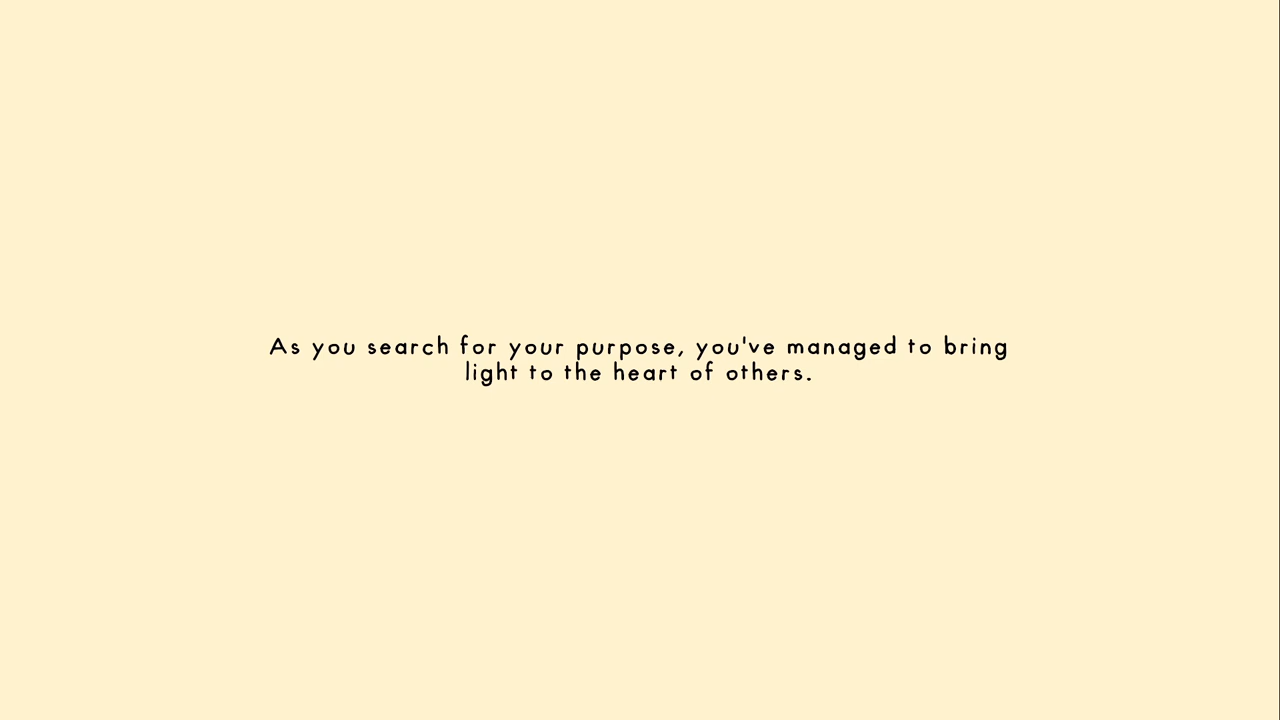 As you search for your purpose, you've managed to bring
light to the heart of others.